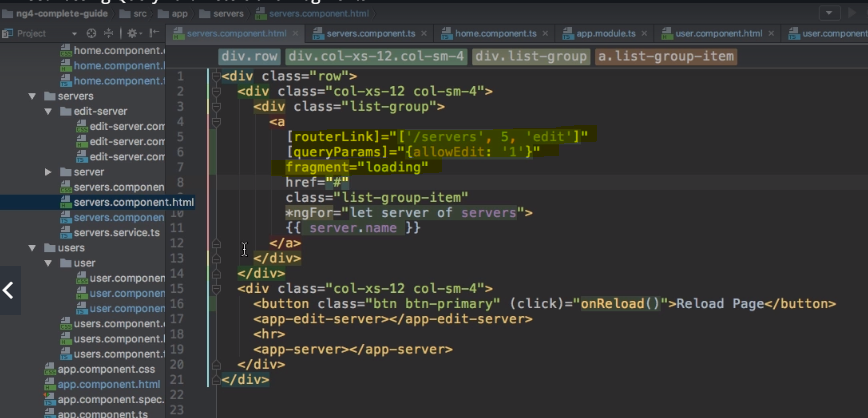 ng4-complete-guide src app servers servers.component.html
Project servers.component.html servers.component.ts home.component.ts app.module.ts user.component.html
div.row div.col-xs-12.col-sm-4 div.list-group a.list-group-item
home.component.
home.component.
home.component.
servers
edit-server
edit-server.com
edit-server.com
edit-server.com
server
servers.componen
servers.component.html
servers.componen
servers.service.ts
users
user
user.componen
user.componen
user.componen
users.component.
users.component.
users.component.
app.component.css
app.component.html
app.component.spec.
app.component.ts
1 <div class="row">
2 <div class="col-xs-12 col-sm-4">
3 <div class="list-group">
4 <a
5 [routerLink]="['/servers', 5, 'edit']"
6 [queryParams]="{allowEdit: '1'}"
7 fragment="loading"
8 href="#"
class="list-group-item"
10 *ngFor="let server of servers">
11 {{ server.name }}
12 </a>
13 </div>
14 </div>
15 <div class="col-xs-12 col-sm-4">
16 <button class="btn btn-primary" (click)="onReload()">Reload Page</button>
17 <app-edit-server></app-edit-server>
18 <hr>
19 <app-server></app-server>
20 </div>
21 </div>
22
23